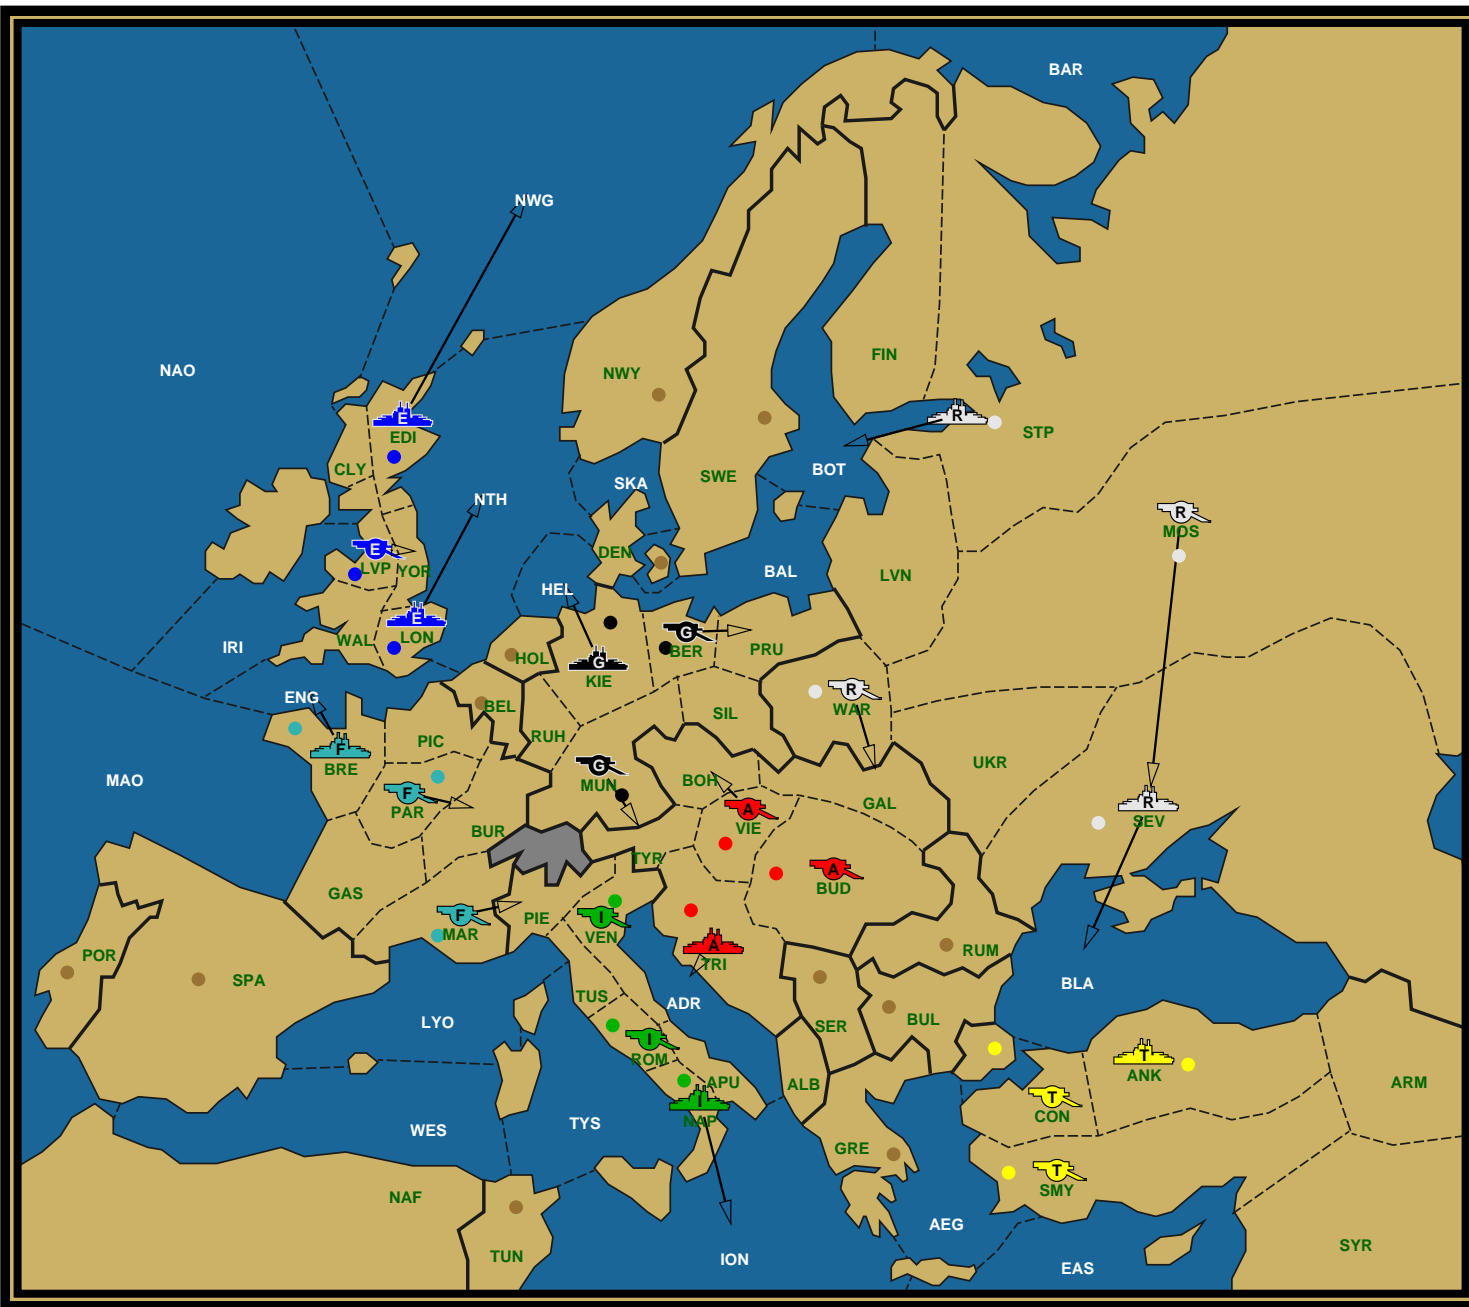 BAR
NWG
NAO
FIN
NWY
E
EDI
R
STP
CLY
SWE
BOT
SKA
NTH
R
MOS
E
LVP
YOR
DEN
BAL
LVN
HEL
E
LON
WAL
IRI
G
BER
PRU
HOL
G
KIE
ENG
BEL
R
WAR
SIL
RUH
PIC
F
BRE
MAO
G
MUN
BOH
UKR
F
PAR
A
VIE
GAL
R
SEV
BUR
TYR
A
BUD
GAS
F
MAR
PIE
I
VEN
A
TRI
RUM
POR
SPA
BLA
TUS
ADR
LYO
SER
BUL
I
ROM
T
ANK
APU
ALB
ARM
I
NAP
T
CON
WES
TYS
GRE
T
SMY
NAF
AEG
TUN
ION
EAS
SYR